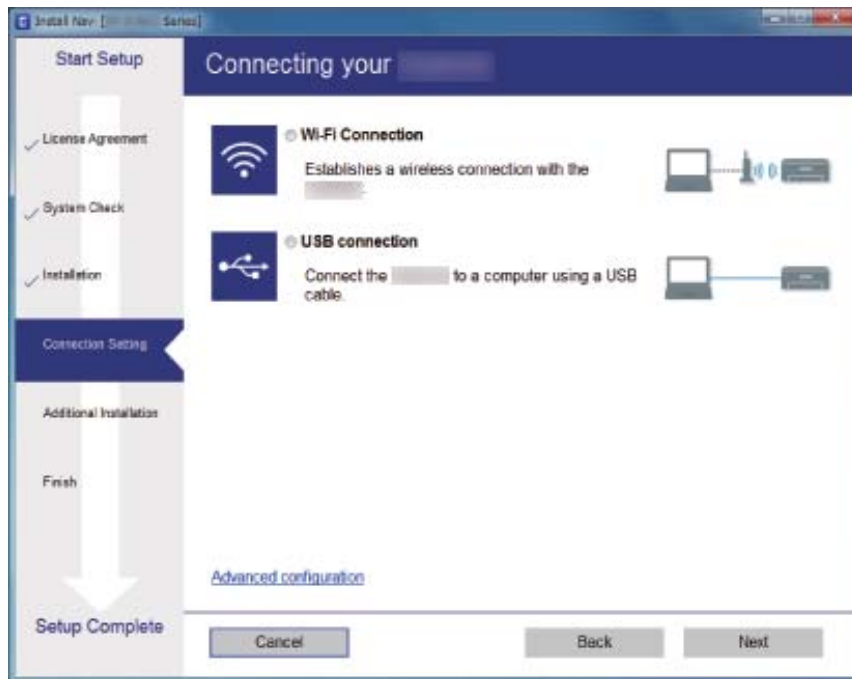 Install Navi [ Series]
Start Setup
License Agreement
System Check
Installation
Connection Setting
Additional Installation
Finish
Setup Complete
Connecting your
Wi-Fi Connection
Establishes a wireless connection with the
.
USB connection
Connect the to a computer using a USB
cable.
Advanced configuration
Cancel
Back
Next